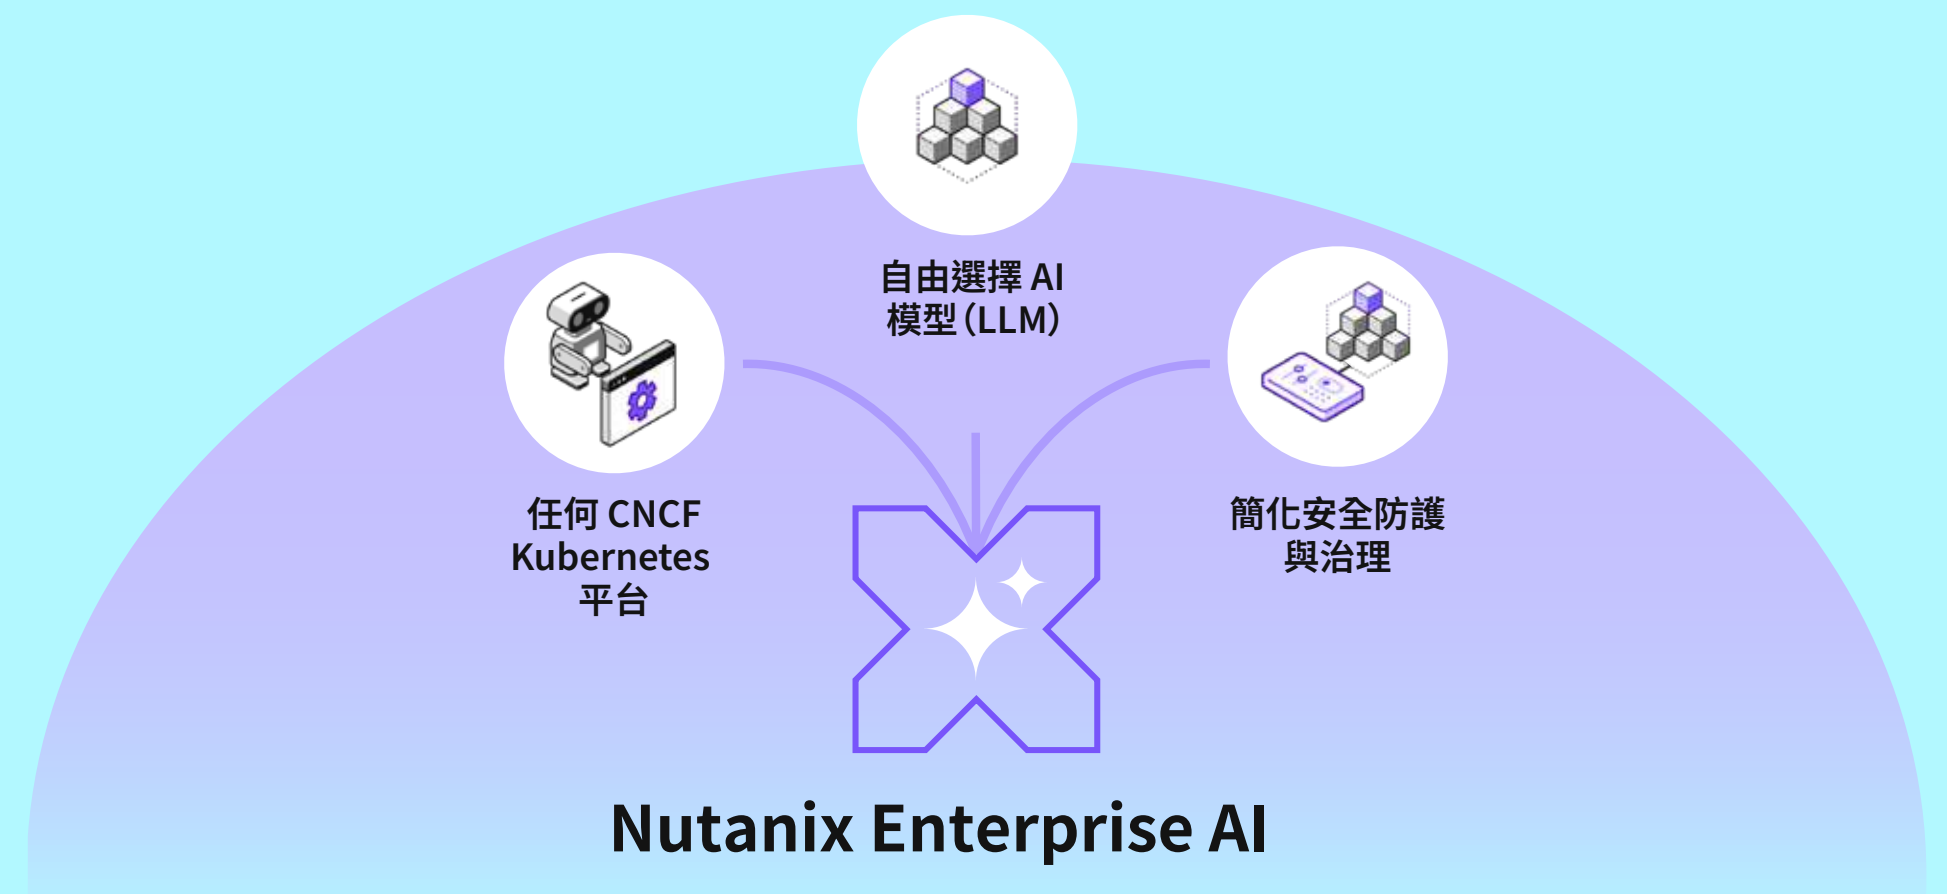 自由選擇 AI
模型（LLM）
任何 CNCF
Kubernetes
平台
簡化安全防護
與治理
Nutanix Enterprise AI